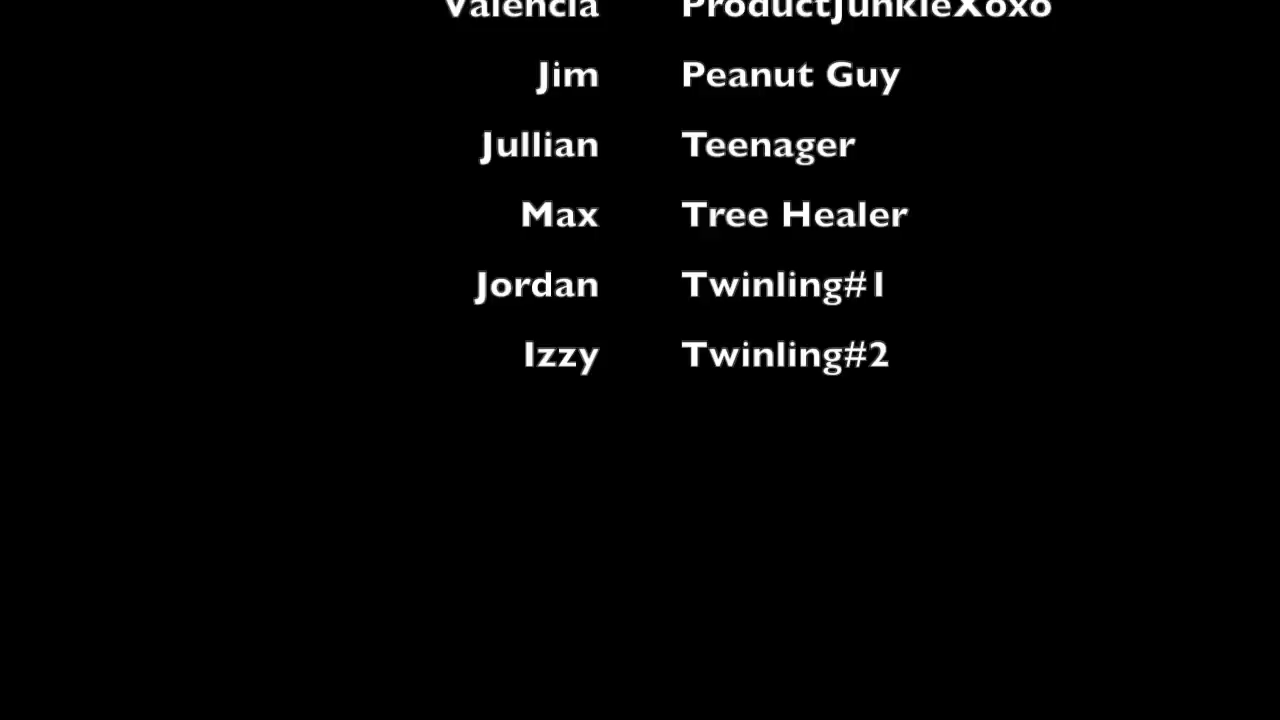 Valencia ProductJunkieXoxo
Jim Peanut Guy
Jullian Teenager
Max Tree Healer
Jordan Twinling#1
Izzy Twinling#2